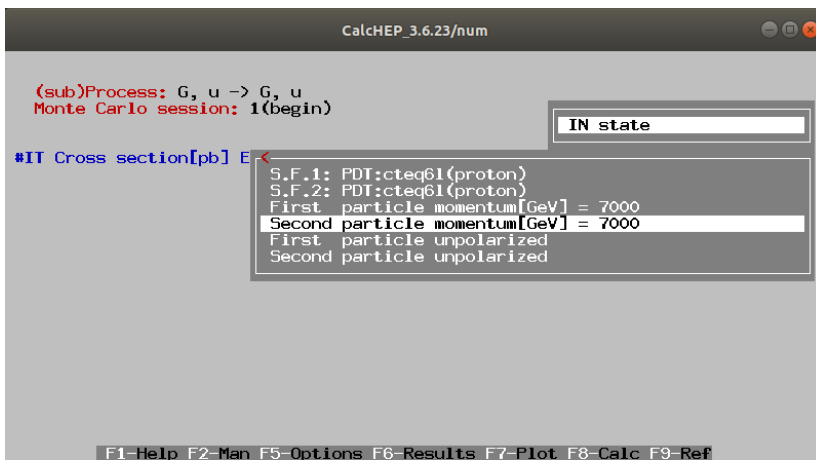 CalcHEP_3.6.23/num
(sub)Process: G, u -> G, u
Monte Carlo session: 1(begin)
IN state
#IT Cross section[pb] E
<
S.F.1: PDT:cteq6l(proton)
S.F.2: PDT:cteq6l(proton)
First particle momentum[GeV] = 7000
Second particle momentum[GeV] = 7000
First particle unpolarized
Second particle unpolarized
F1-Help F2-Man F5-Options F6-Results F7-Plot F8-Calc F9-Ref